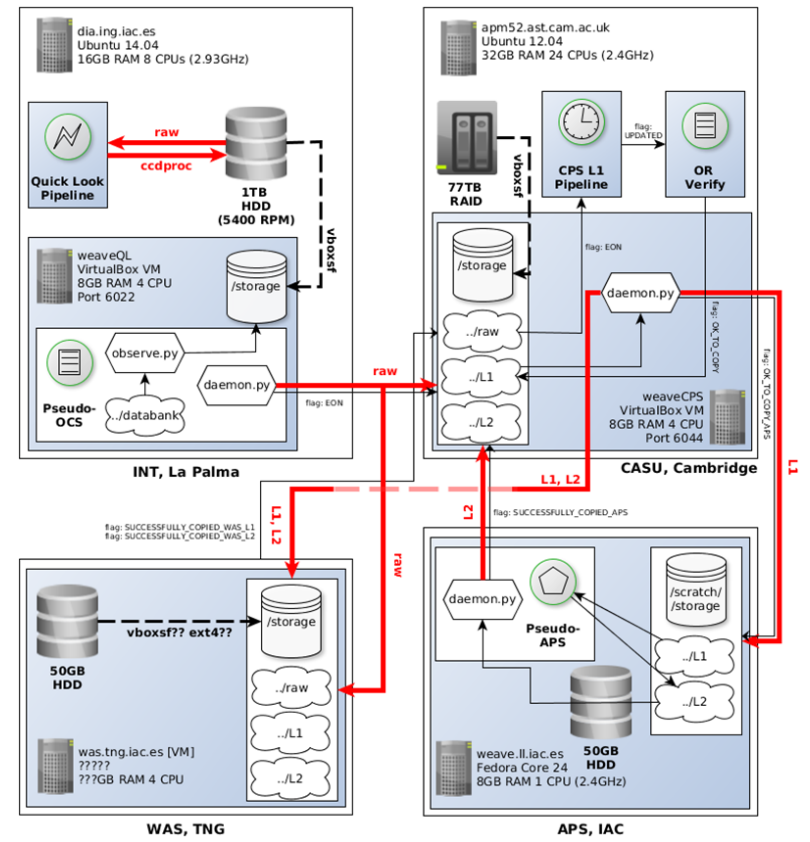 dia.ing.iac.es
Ubuntu 14.04
16GB RAM 8 CPUs (2.93GHz)
raw
ccdproc
Quick Look
Pipeline
1TB
HDD
(5400 RPM)
vboxsf
weaveQL
VirtualBox VM
8GB RAM 4 CPU
Port 6022
/storage
observe.py
daemon.py
Pseudo-
OCS
../databank
raw
flag: EON
INT, La Palma
apm52.ast.cam.ac.uk
Ubuntu 12.04
32GB RAM 24 CPUs (2.4GHz)
77TB
RAID
vboxsf
CPS L1
Pipeline
flag:
UPDATED
OR
Verify
/storage
flag: EON
daemon.py
../raw
../L1
../L2
flag: OK_TO_COPY
flag: OK_TO_COPY_APS
weaveCPS
VirtualBox VM
8GB RAM 4 CPU
Port 6044
CASU, Cambridge
L1
L1, L2
L2
flag: SUCCESSFULLY_COPIED_APS
L1, L2
raw
flag: SUCCESSFULLY_COPIED_WAS_L1
flag: SUCCESSFULLY_COPIED_WAS_L2
50GB
HDD
vboxsf?? ext4??
/storage
../raw
../L1
../L2
was.tng.iac.es [VM]
?????
???GB RAM 4 CPU
WAS, TNG
daemon.py
Pseudo-
APS
/scratch/
/storage
../L1
../L2
50GB
HDD
weave.ll.iac.es
Fedora Core 24
8GB RAM 1 CPU (2.4GHz)
APS, IAC